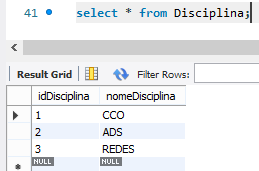 41 select * from Disciplina;
Result Grid Filter Rows:
idDisciplina nomeDisciplina
1 CCO
2 ADS
3 REDES
NULL NULL